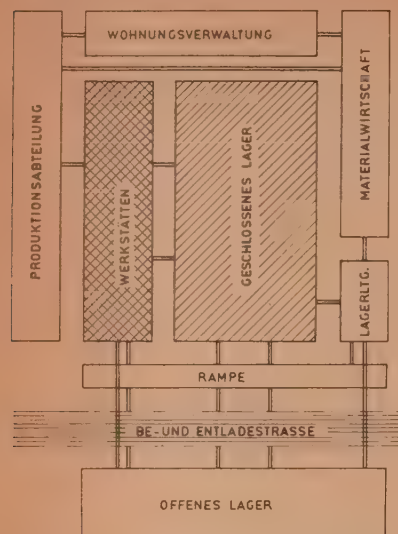 WOHNUNGSVERWALTUNG
PRODUKTIONSABTEILUNG
MATERIALWIRTSCHAFT
WERKSTÄTTEN
GESCHLOSSENES LAGER
LAGERLTG.
RAMPE
BE- UND ENTLADESTRASSE
OFFENES LAGER